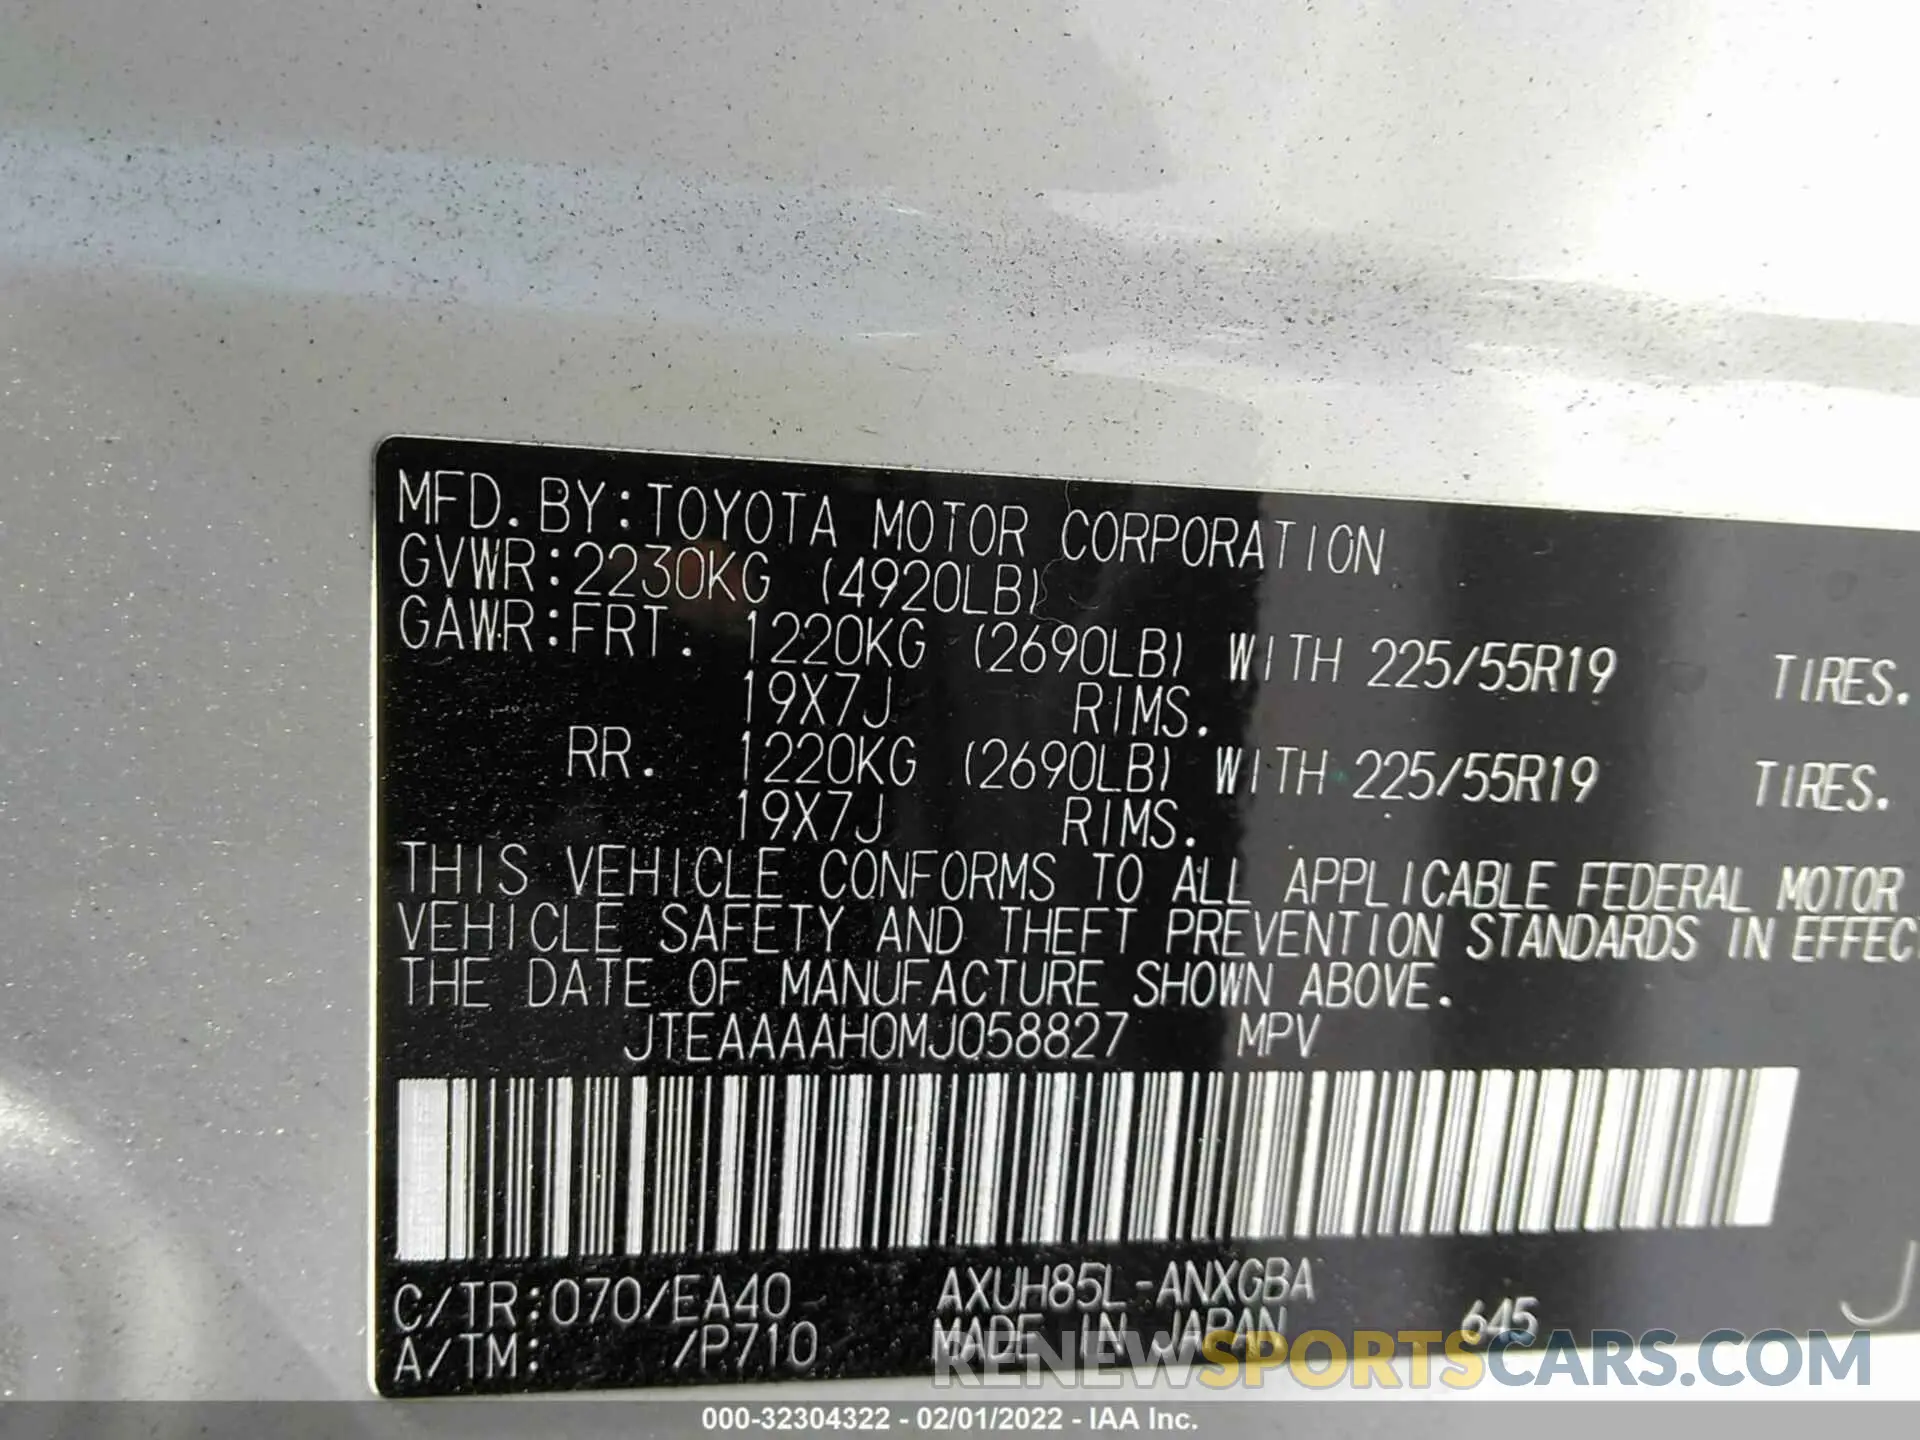 MFD. BY:TOYOTA MOTOR CORPORATION
GVWR:2230KG (4920LB)
GAWR:FRT. 1220KG (2690LB) WITH 225/55R19 TIRES.
19X7J RIMS.
RR. 1220KG (2690LB) WITH 225/55R19 TIRES.
19X7J RIMS.
THIS VEHICLE CONFORMS TO ALL APPLICABLE FEDERAL MOTOR
VEHICLE SAFETY AND THEFT PREVENTION STANDARDS IN EFFEC
THE DATE OF MANUFACTURE SHOWN ABOVE.
JTEAAAAH0MJ058827 MPV
C/TR:070/EA40 AXUH85L-ANXGBA
A/TM: /P710 MADE IN JAPAN 645 J
RENEWSPORTSCARS.COM
000-32304322 - 02/01/2022 - IAA Inc.